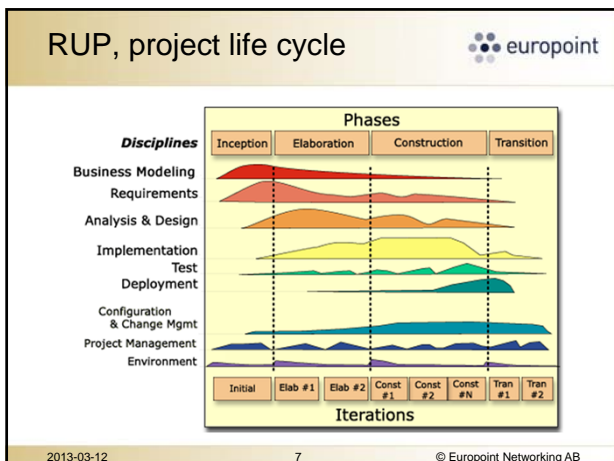 RUP, project life cycle
europoint
Phases
Disciplines Inception Elaboration Construction Transition
Business Modeling
Requirements
Analysis & Design
Implementation
Test
Deployment
Configuration
& Change Mgmt
Project Management
Environment
Initial Elab #1 Elab #2 Const #1 Const #2 Const #N Tran #1 Tran #2
Iterations
2013-03-12 7 © Europoint Networking AB